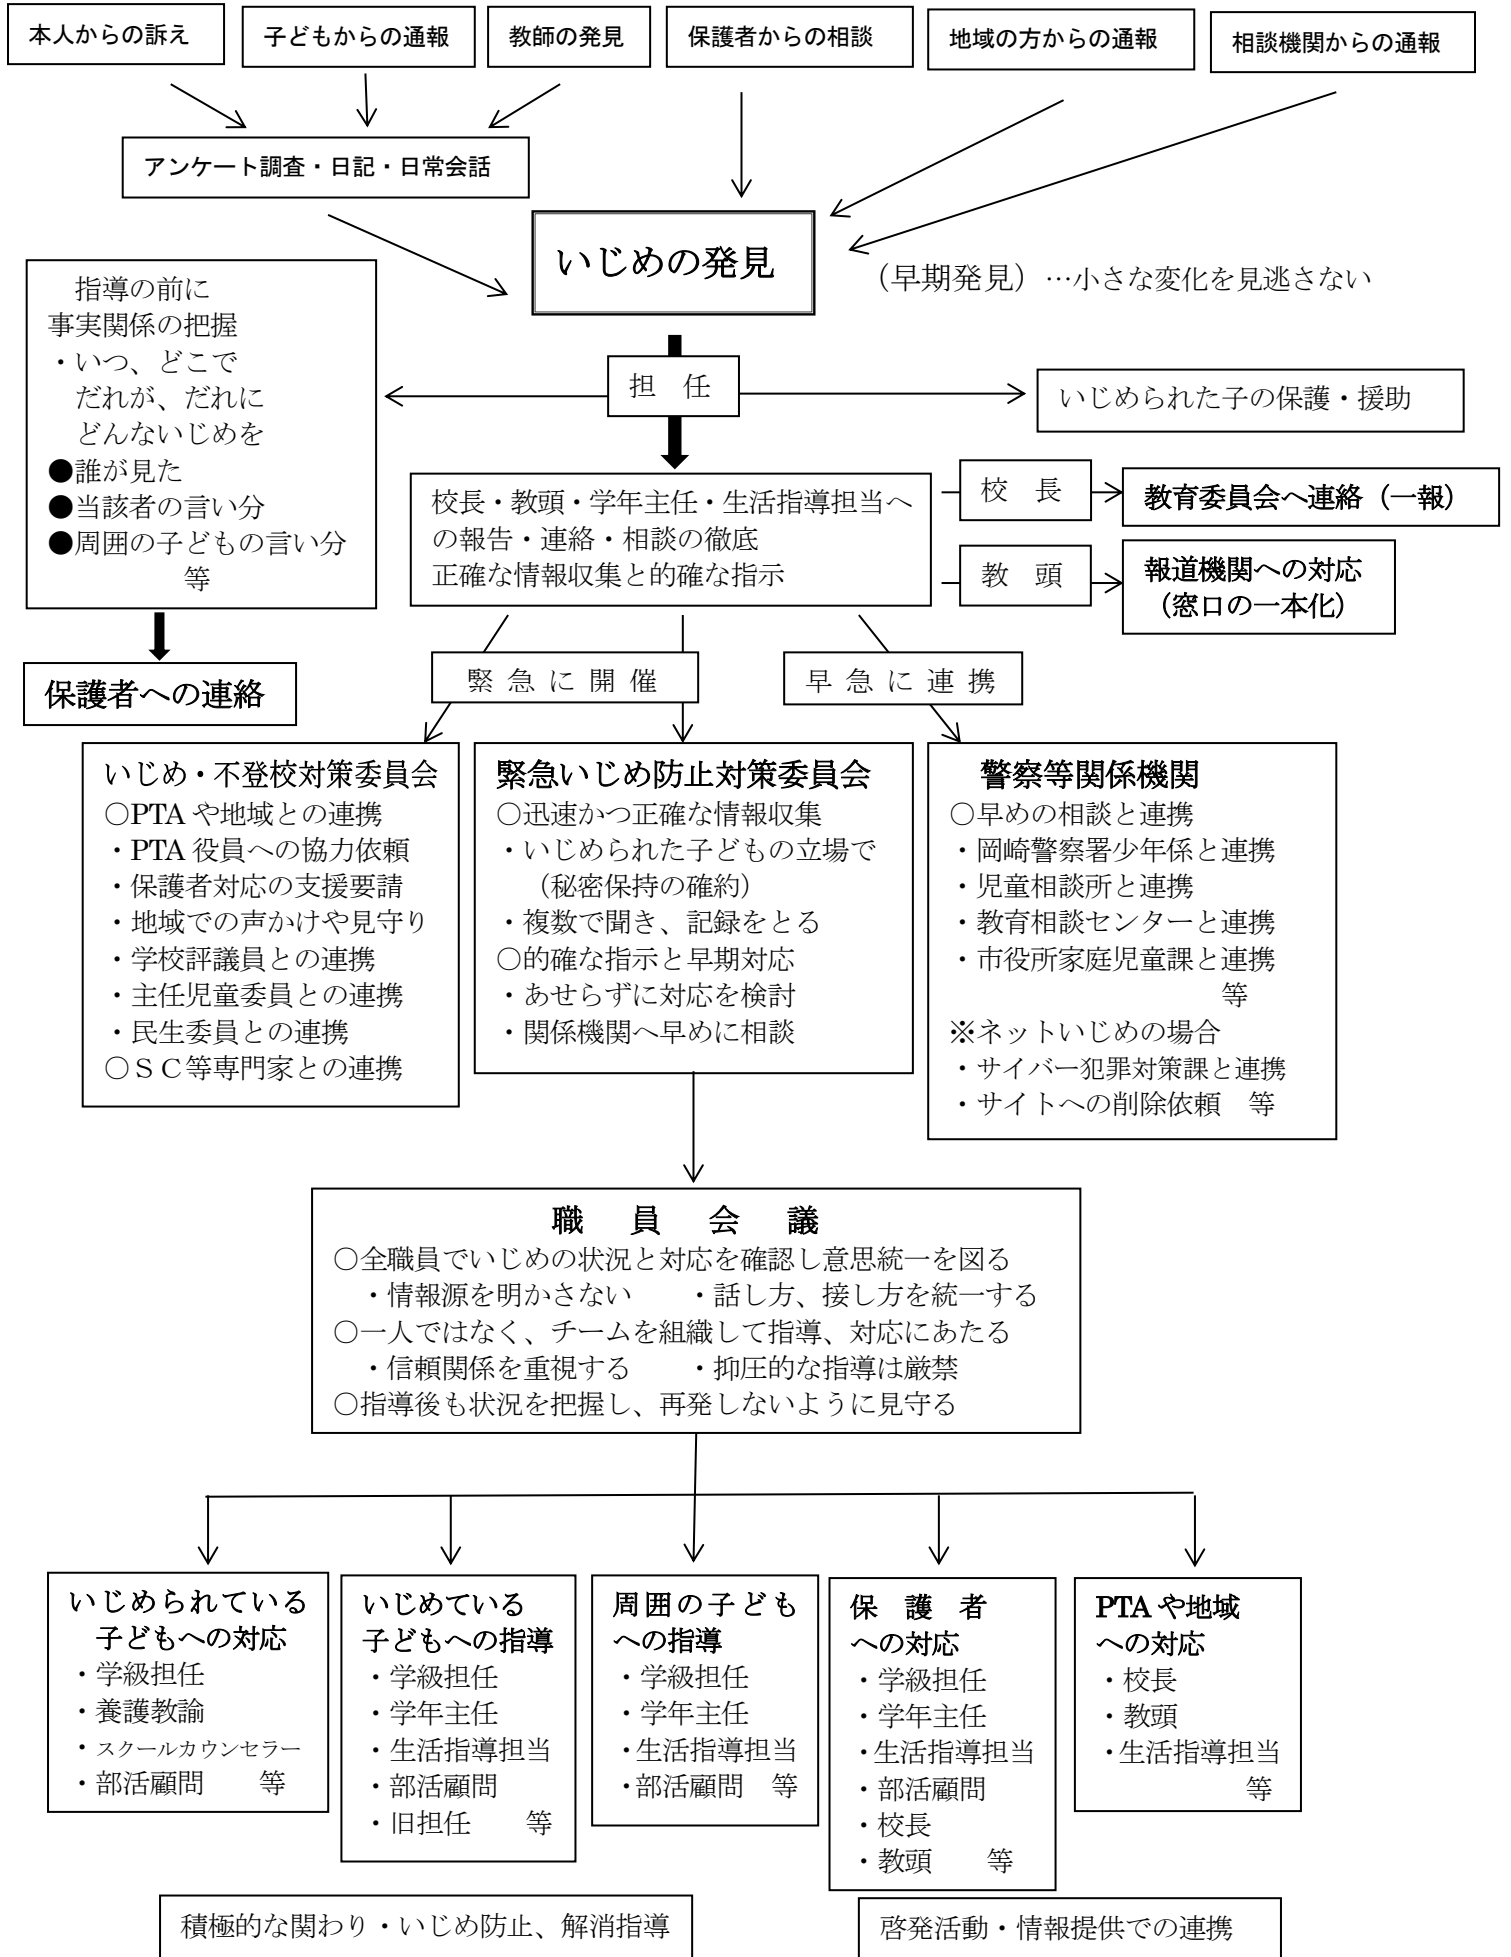 本人からの訴え
子どもからの通報
教師の発見
保護者からの相談
地域の方からの通報
相談機関からの通報
アンケート調査・日記・日常会話
いじめの発見
（早期発見）…小さな変化を見逃さない
指導の前に
事実関係の把握
・いつ、どこで
だれが、だれに
どんないじめを
●誰が見た
●当該者の言い分
●周囲の子どもの言い分
等
担　任
いじめられた子の保護・援助
校長・教頭・学年主任・生活指導担当へ
の報告・連絡・相談の徹底
正確な情報収集と的確な指示
校　長
教育委員会へ連絡（一報）
教　頭
報道機関への対応
（窓口の一本化）
保護者への連絡
緊 急 に 開 催
早 急 に 連 携
いじめ・不登校対策委員会
○PTA や地域との連携
・PTA 役員への協力依頼
・保護者対応の支援要請
・地域での声かけや見守り
・学校評議員との連携
・主任児童委員との連携
・民生委員との連携
○ＳＣ等専門家との連携
緊急いじめ防止対策委員会
○迅速かつ正確な情報収集
・いじめられた子どもの立場で
（秘密保持の確約）
・複数で聞き、記録をとる
○的確な指示と早期対応
・あせらずに対応を検討
・関係機関へ早めに相談
警察等関係機関
○早めの相談と連携
・岡崎警察署少年係と連携
・児童相談所と連携
・教育相談センターと連携
・市役所家庭児童課と連携
等
※ネットいじめの場合
・サイバー犯罪対策課と連携
・サイトへの削除依頼　等
職　員　会　議
○全職員でいじめの状況と対応を確認し意思統一を図る
・情報源を明かさない　　・話し方、接し方を統一する
○一人ではなく、チームを組織して指導、対応にあたる
・信頼関係を重視する　　・抑圧的な指導は厳禁
○指導後も状況を把握し、再発しないように見守る
いじめられている
子どもへの対応
・学級担任
・養護教諭
・スクールカウンセラー
・部活顧問　　等
いじめている
子どもへの指導
・学級担任
・学年主任
・生活指導担当
・部活顧問
・旧担任　　等
周囲の子ども
への指導
・学級担任
・学年主任
・生活指導担当
・部活顧問　等
保　護　者
への対応
・学級担任
・学年主任
・生活指導担当
・部活顧問
・校長
・教頭　　等
PTA や地域
への対応
・校長
・教頭
・生活指導担当
等
積極的な関わり・いじめ防止、解消指導
啓発活動・情報提供での連携